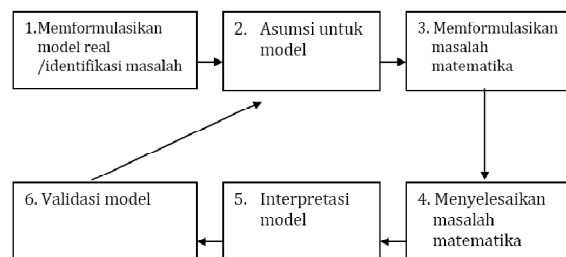 1.Memformulasikan
model real
/identifikasi masalah
2. Asumsi untuk
model
3. Memformulasikan
masalah
matematika
4. Menyelesaikan
masalah
matematika
5. Interpretasi
model
6. Validasi model